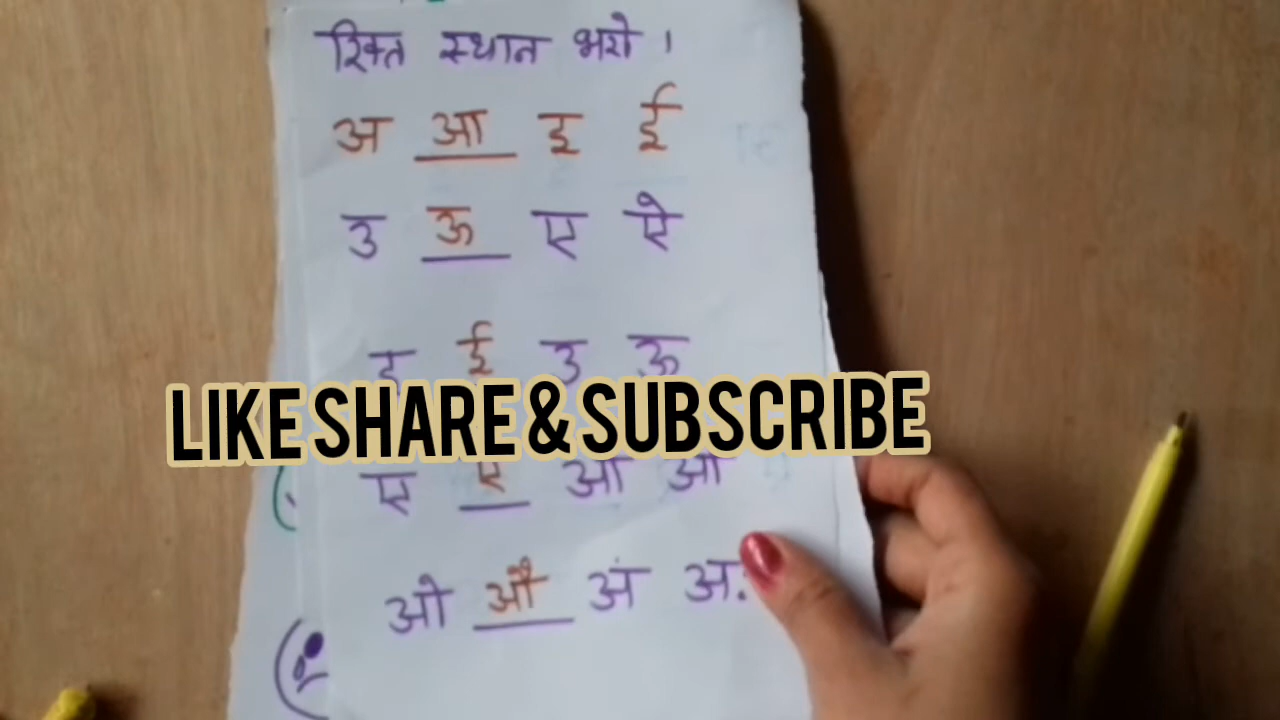 रिक्त स्थान भरो ।
अ आ इ ई
उ ऊ ए ऐ
इ ई उ ऊ
LIKE SHARE & SUBSCRIBE
ए
ओ औ अं अः